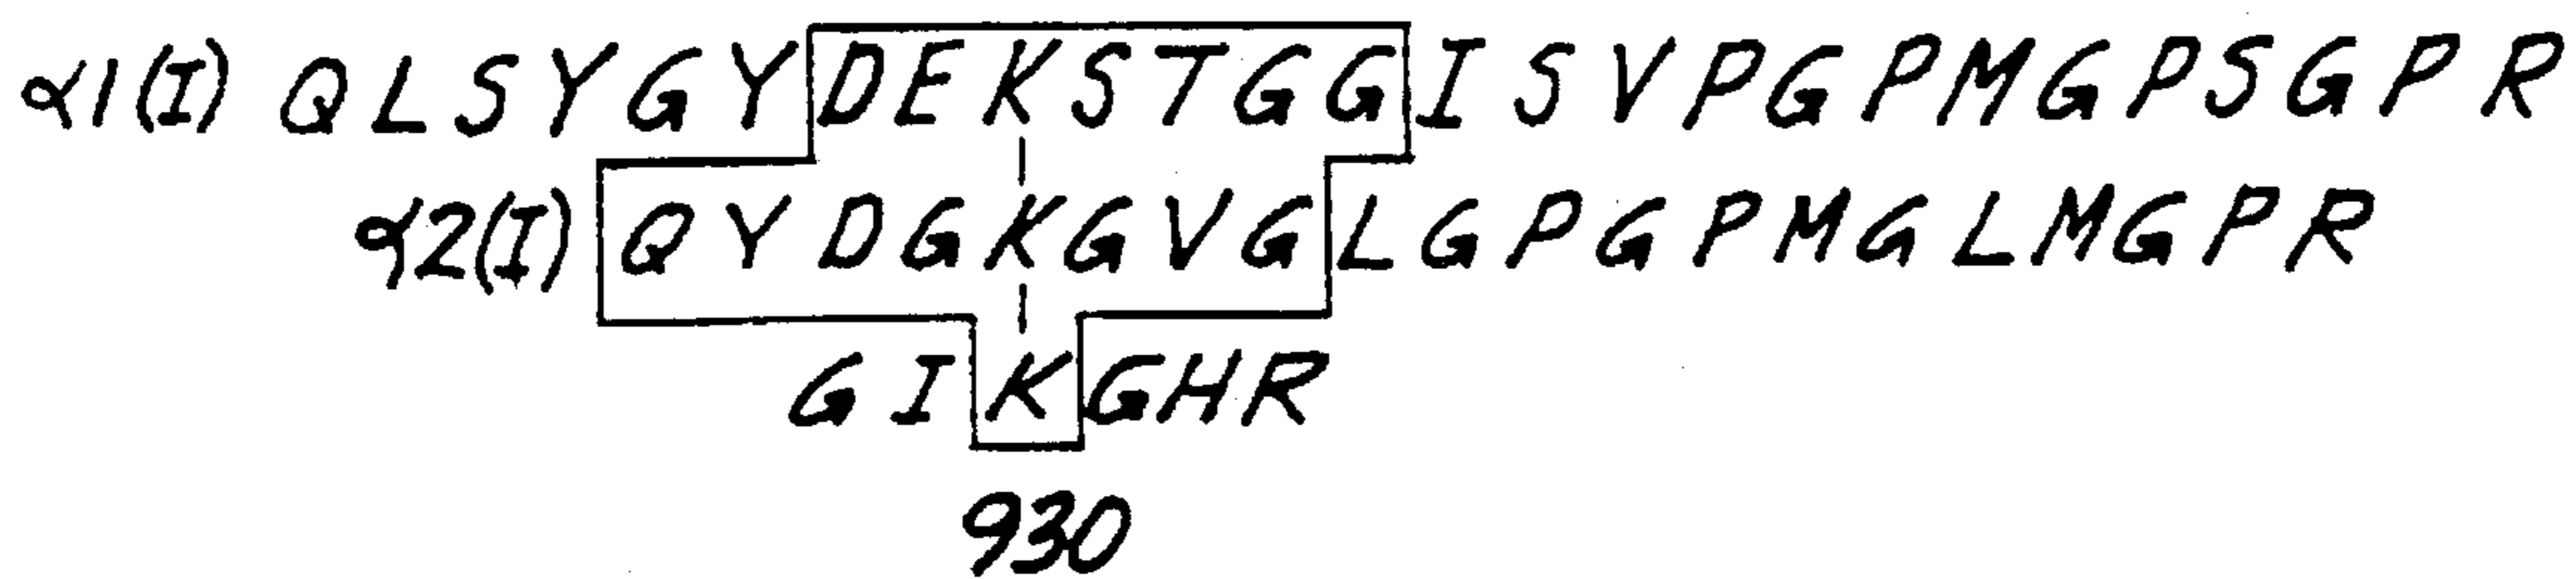 α1(I) QLSYGYDEKSTGGISVPGPMGPSGPR
α2(I) QYDGKGVGLGPGPMGLMGPR
GIKGHR
930